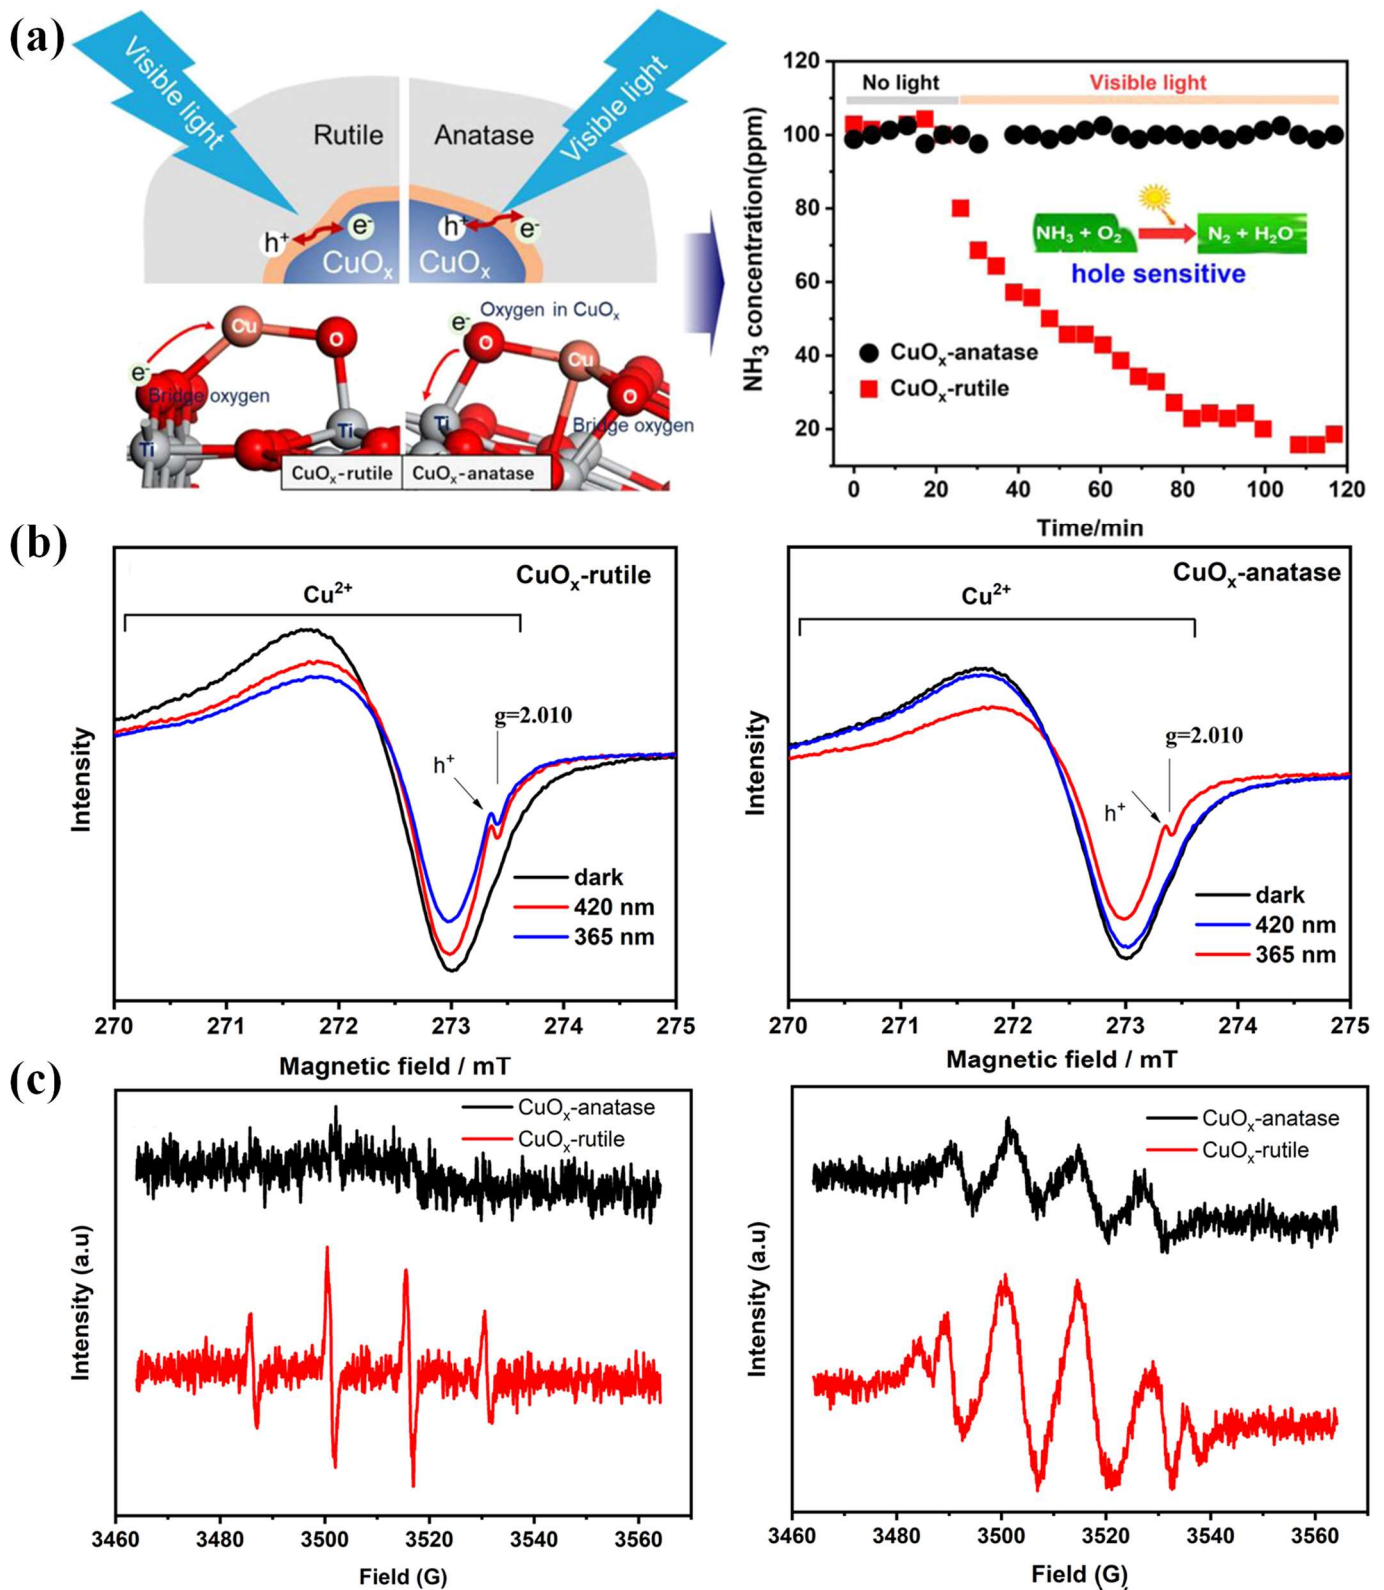 (a)
Visible light
Visible light
Rutile
Anatase
h+
e-
h+
e-
CuOx
CuOx
Oxygen in CuOx
e-
Cu
O
O
Cu
e-
Bridge oxygen
Ti
O
Ti
Bridge oxygen
Ti
CuOx-rutile
CuOx-anatase
120
100
80
60
40
20
NH3 concentration(ppm)
No light
Visible light
NH3 + O2
N2 + H2O
hole sensitive
CuOx-anatase
CuOx-rutile
0 20 40 60 80 100 120
Time/min
(b)
CuOx-rutile
Cu2+
g=2.010
h+
Intensity
dark
420 nm
365 nm
270 271 272 273 274 275
Magnetic field / mT
CuOx-anatase
Cu2+
g=2.010
h+
Intensity
dark
420 nm
365 nm
270 271 272 273 274 275
Magnetic field / mT
(c)
CuOx-anatase
CuOx-rutile
Intensity (a.u)
3460 3480 3500 3520 3540 3560
Field (G)
CuOx-anatase
CuOx-rutile
Intensity (a.u)
3460 3480 3500 3520 3540 3560
Field (G)